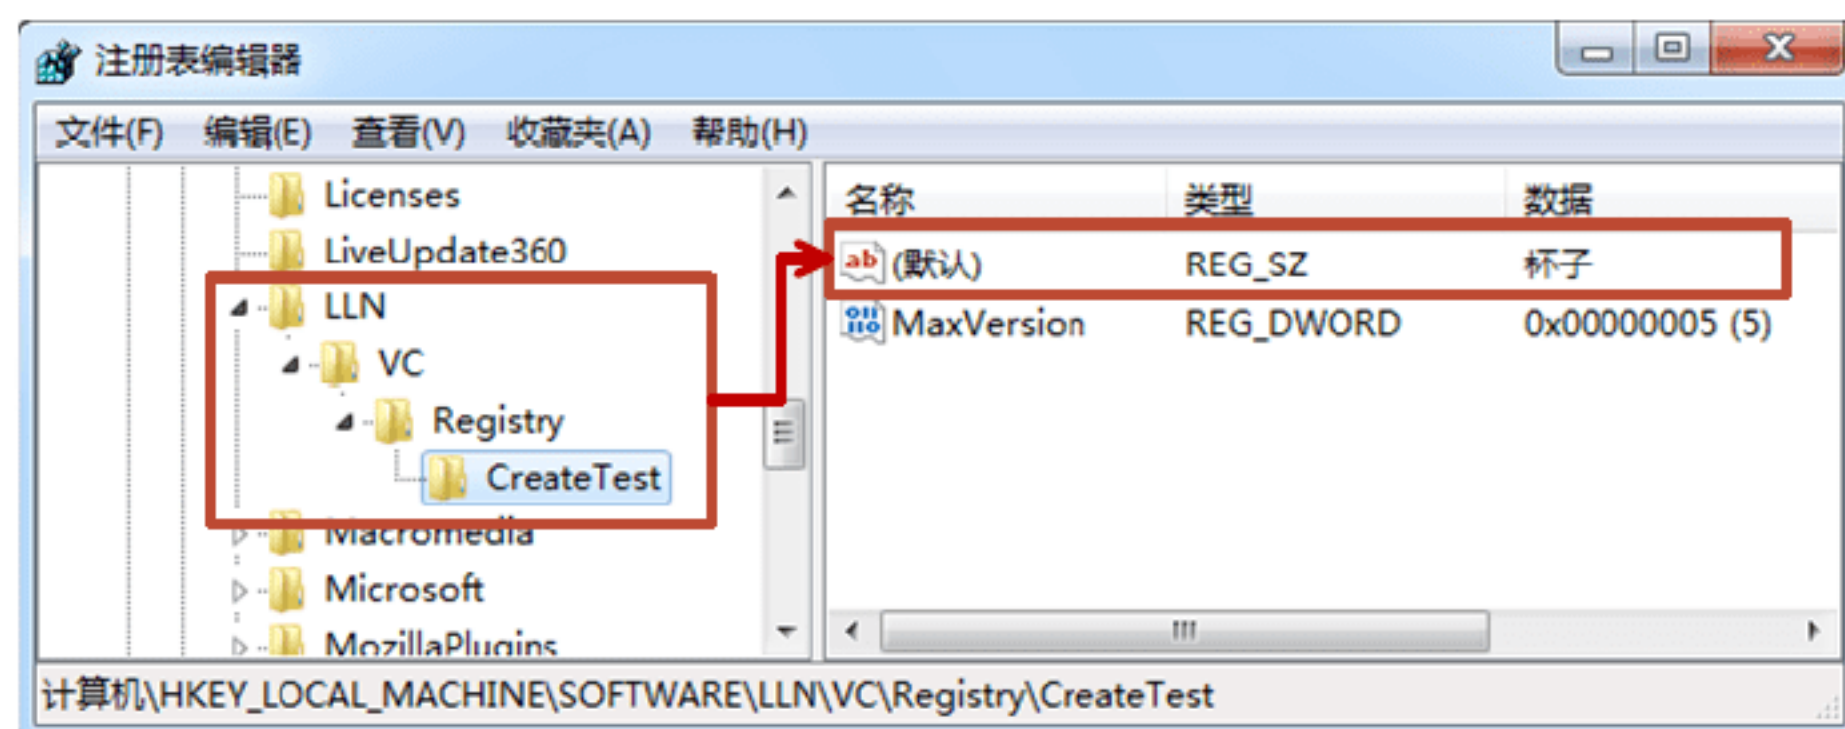 注册表编辑器
文件(F) 编辑(E) 查看(V) 收藏夹(A) 帮助(H)
Licenses
LiveUpdate360
LLN
VC
Registry
CreateTest
Macromedia
Microsoft
MozillaPlugins
名称 类型 数据
ab (默认) REG_SZ 杯子
MaxVersion REG_DWORD 0x00000005 (5)
计算机\HKEY_LOCAL_MACHINE\SOFTWARE\LLN\VC\Registry\CreateTest